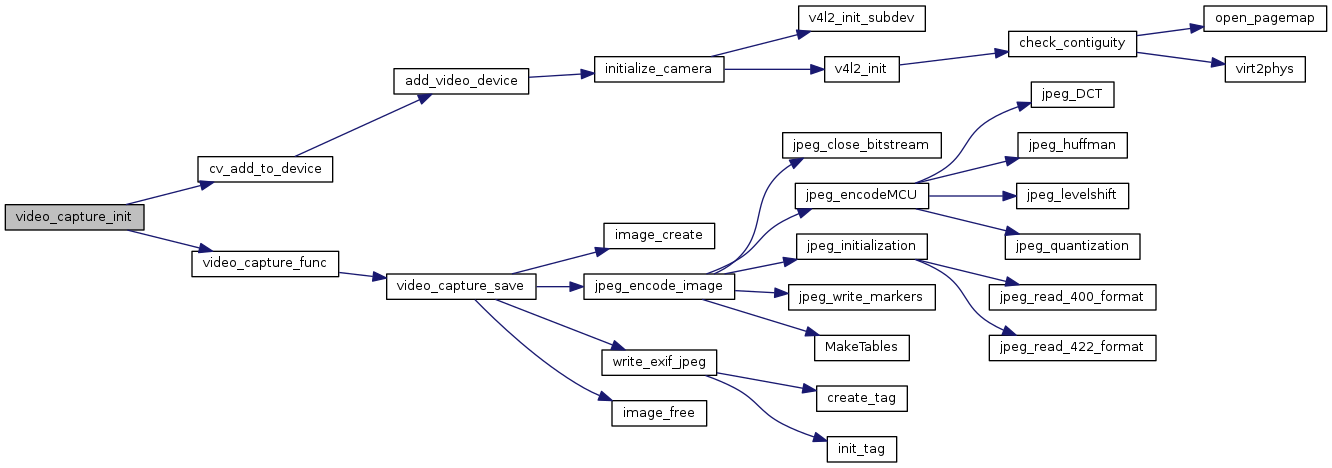 v4l2_init_subdev
open_pagemap
check_contiguity
initialize_camera
v4l2_init
virt2phys
add_video_device
jpeg_DCT
jpeg_close_bitstream
jpeg_huffman
cv_add_to_device
jpeg_encodeMCU
jpeg_levelshift
video_capture_init
image_create
jpeg_initialization
jpeg_quantization
video_capture_func
video_capture_save
jpeg_encode_image
jpeg_write_markers
jpeg_read_400_format
MakeTables
jpeg_read_422_format
write_exif_jpeg
create_tag
image_free
init_tag